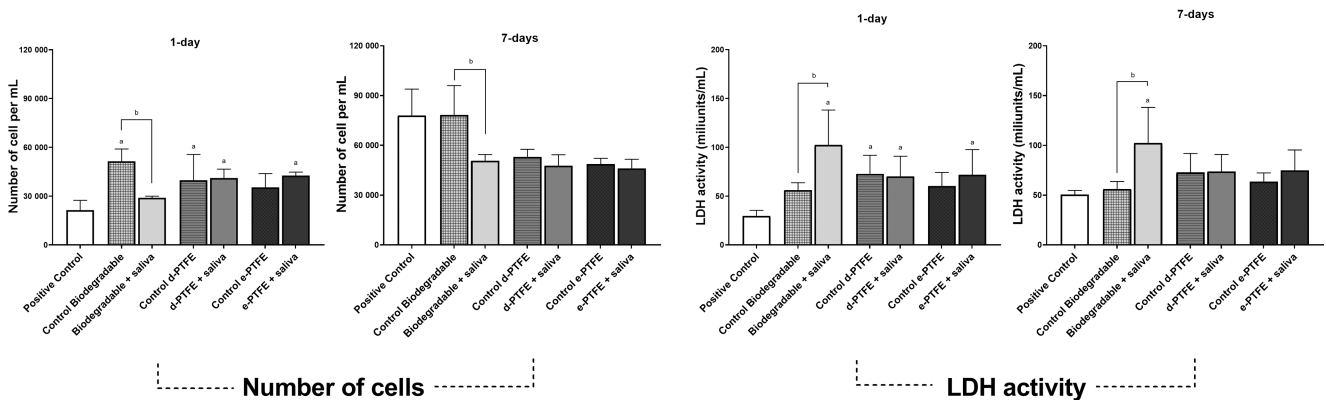 1-day
Number of cell per mL
120 000
90 000
60 000
30 000
0
a
b
a
a
a
Positive Control
Control Biodegradable
Biodegradable + saliva
Control d-PTFE
d-PTFE + saliva
Control e-PTFE
e-PTFE + saliva
7-days
Number of cell per mL
120 000
90 000
60 000
30 000
0
b
Positive Control
Control Biodegradable
Biodegradable + saliva
Control d-PTFE
d-PTFE + saliva
Control e-PTFE
e-PTFE + saliva
Number of cells
1-day
LDH activity (miliunits/mL)
200
150
100
50
0
b
a
a
a
a
Positive Control
Control Biodegradable
Biodegradable + saliva
Control d-PTFE
d-PTFE + saliva
Control e-PTFE
e-PTFE + saliva
7-days
LDH activity (miliunits/mL)
200
150
100
50
0
b
a
Positive Control
Control Biodegradable
Biodegradable + saliva
Control d-PTFE
d-PTFE + saliva
Control e-PTFE
e-PTFE + saliva
LDH activity